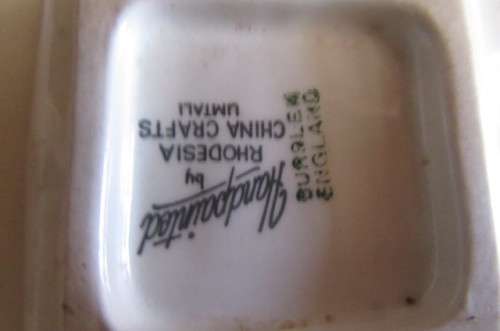 Handpainted
by
RHODESIA
CHINA CRAFTS
UMTALI
BURSLEM
ENGLAND